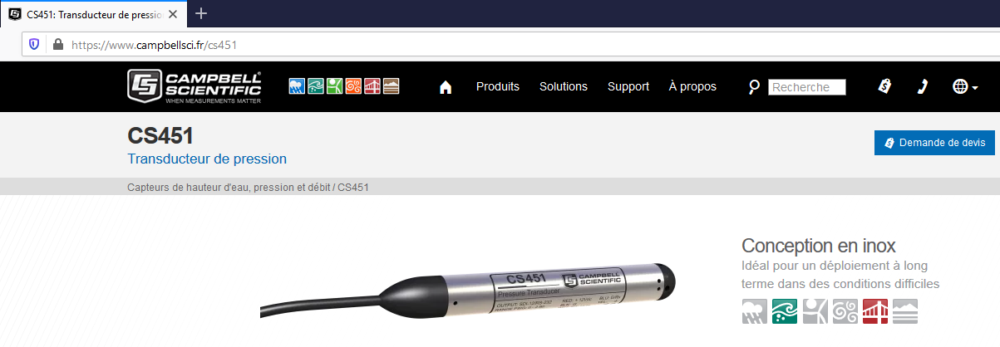 CS451: Transducteur de pressio
https://www.campbellsci.fr/cs451
CAMPBELL
SCIENTIFIC
WHEN MEASUREMENTS MATTER
Produits Solutions Support À propos Recherche
CS451
Transducteur de pression
Demande de devis
Capteurs de hauteur d'eau, pression et débit / CS451
Conception en inox
Idéal pour un déploiement à long
terme dans des conditions difficiles
CS451
CAMPBELL
SCIENTIFIC
Pressure Transducer
OUTPUT: SDI-12/RS-232 RED: + 12Vdc